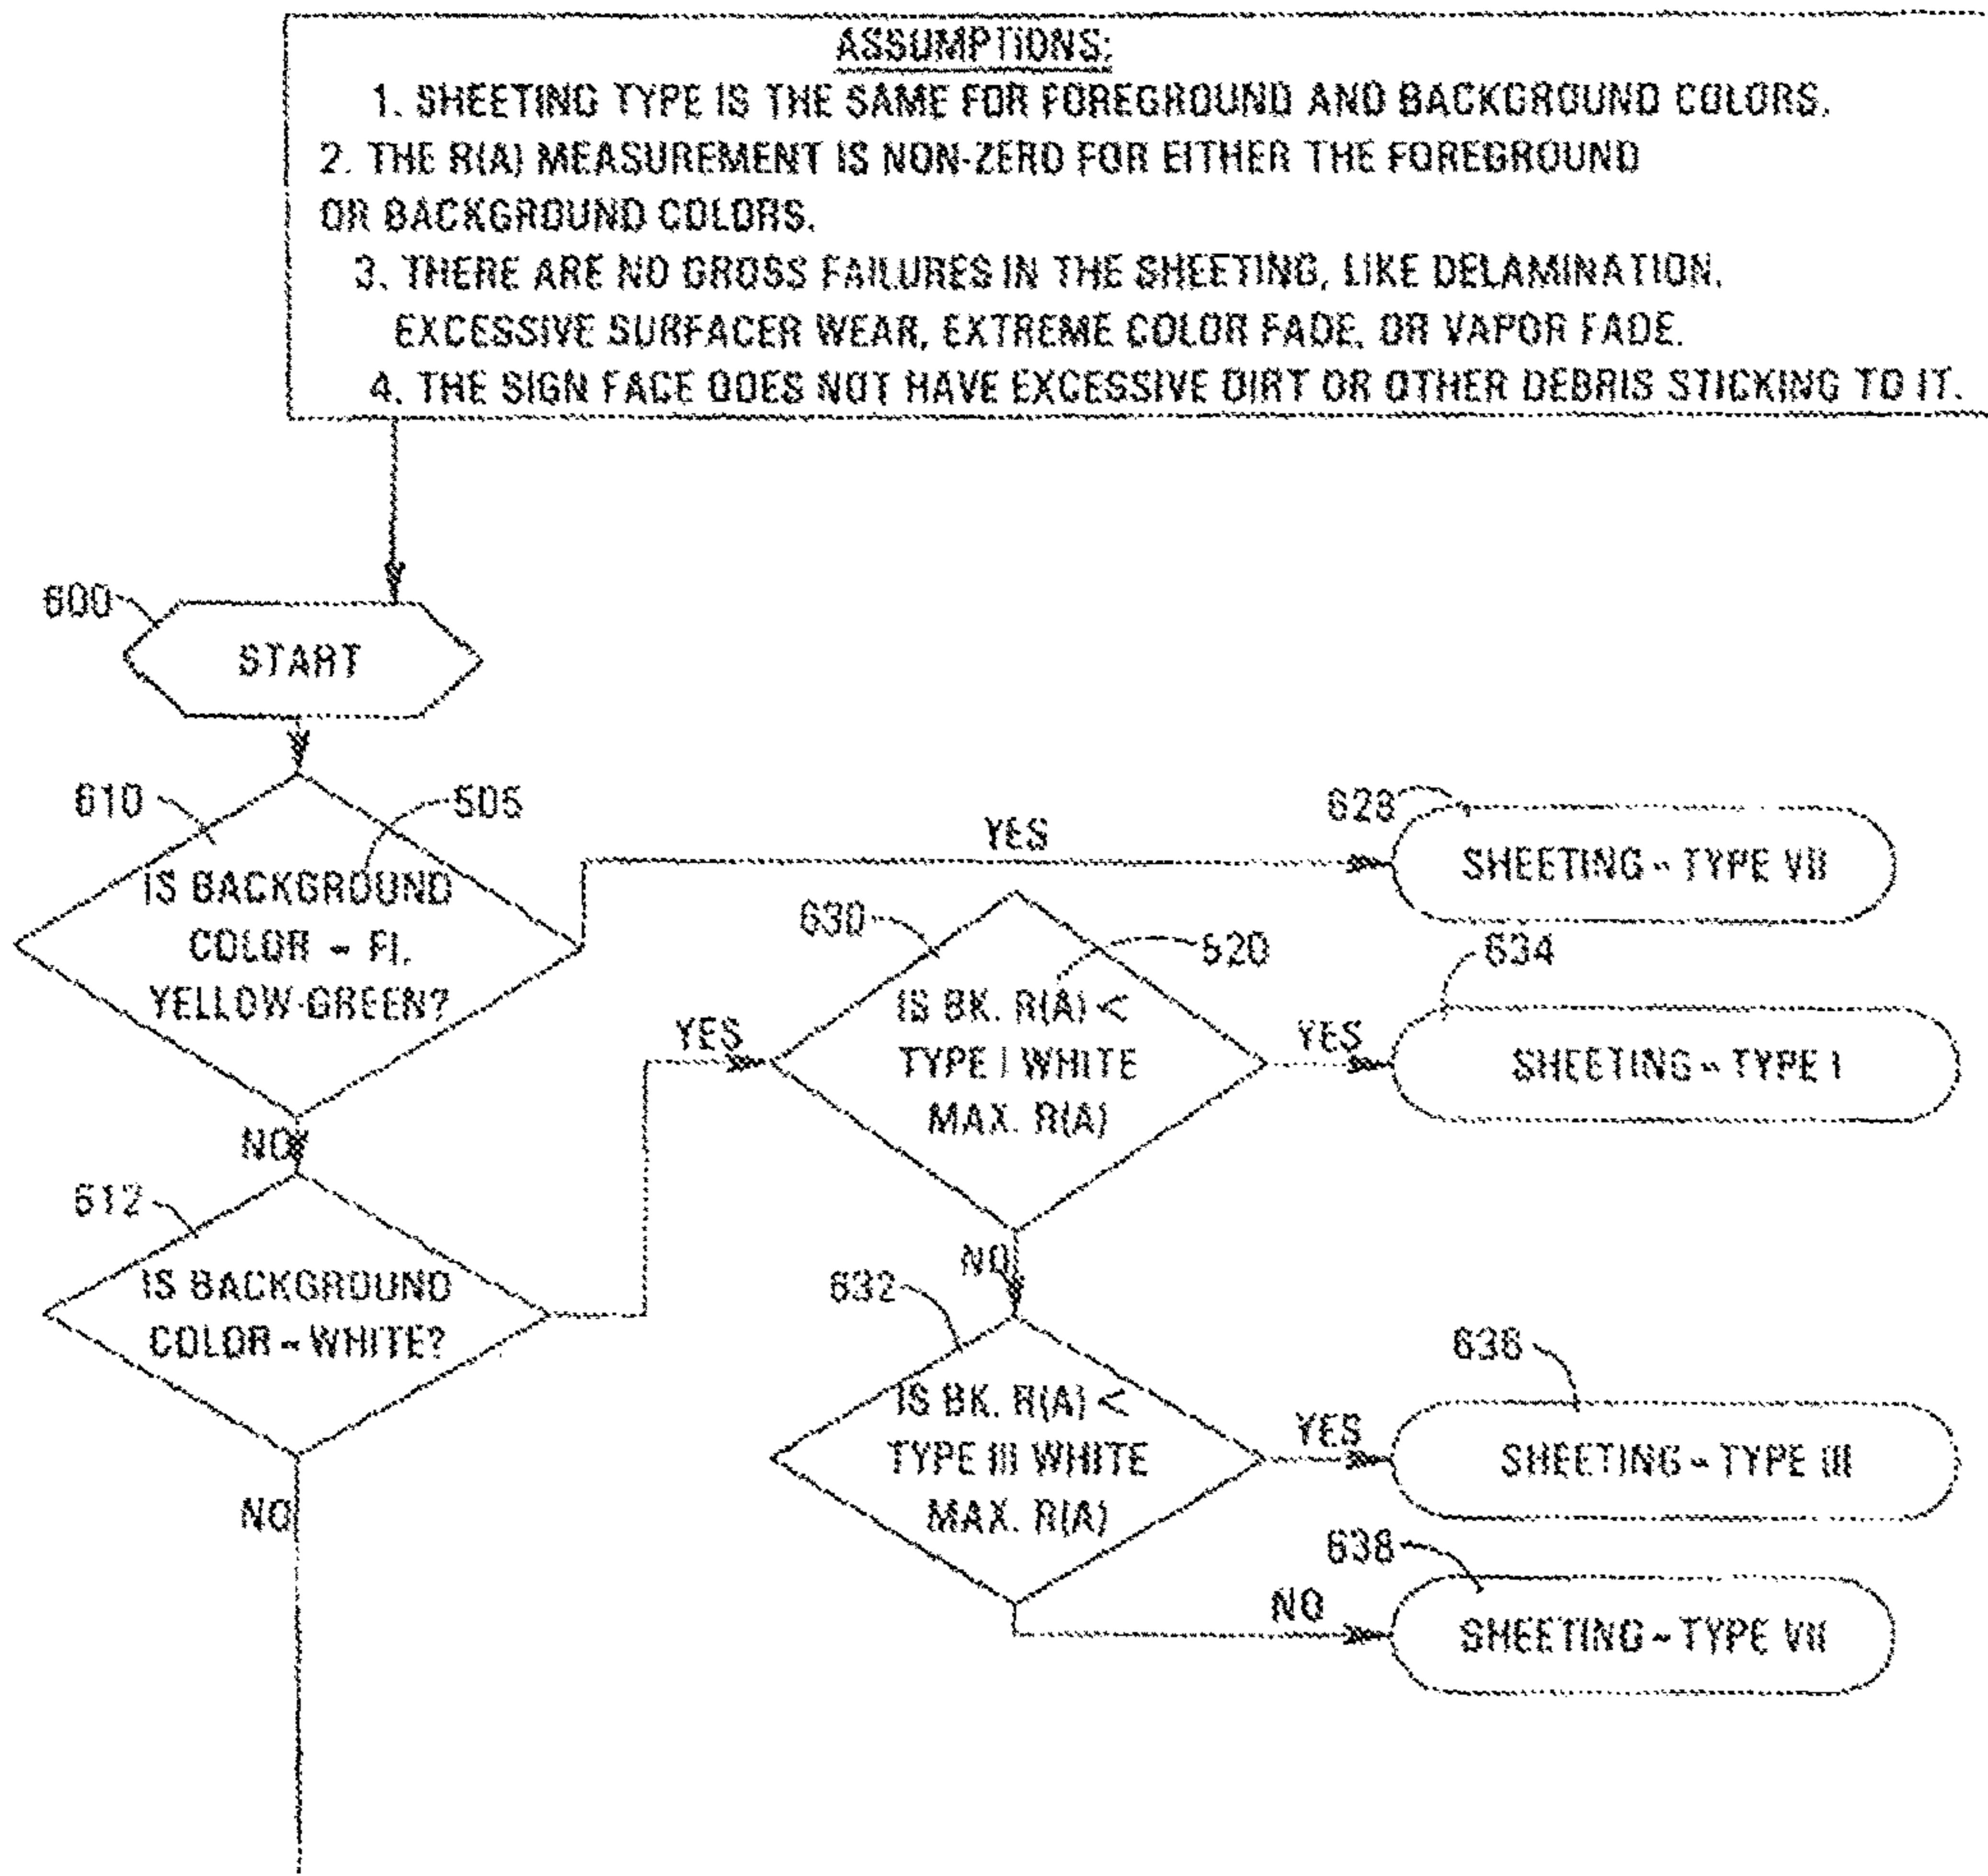 ASSUMPTIONS:
1. SHEETING TYPE IS THE SAME FOR FOREGROUND AND BACKGROUND COLORS.
2. THE R(A) MEASUREMENT IS NON-ZERO FOR EITHER THE FOREGROUND
OR BACKGROUND COLORS.
3. THERE ARE NO GROSS FAILURES IN THE SHEETING, LIKE DELAMINATION,
EXCESSIVE SURFACER WEAR, EXTREME COLOR FADE, OR VAPOR FADE.
4. THE SIGN FACE DOES NOT HAVE EXCESSIVE DIRT OR OTHER DEBRIS STICKING TO IT.
600
START
610
505
IS BACKGROUND
COLOR = Fl.
YELLOW-GREEN?
YES
628
SHEETING = TYPE VII
NO
630
520
IS BK. R(A) <
TYPE I WHITE
MAX. R(A)
YES
634
SHEETING = TYPE I
612
IS BACKGROUND
COLOR = WHITE?
YES
NO
NO
632
IS BK. R(A) <
TYPE III WHITE
MAX. R(A)
YES
636
SHEETING = TYPE III
NO
638
SHEETING = TYPE VII